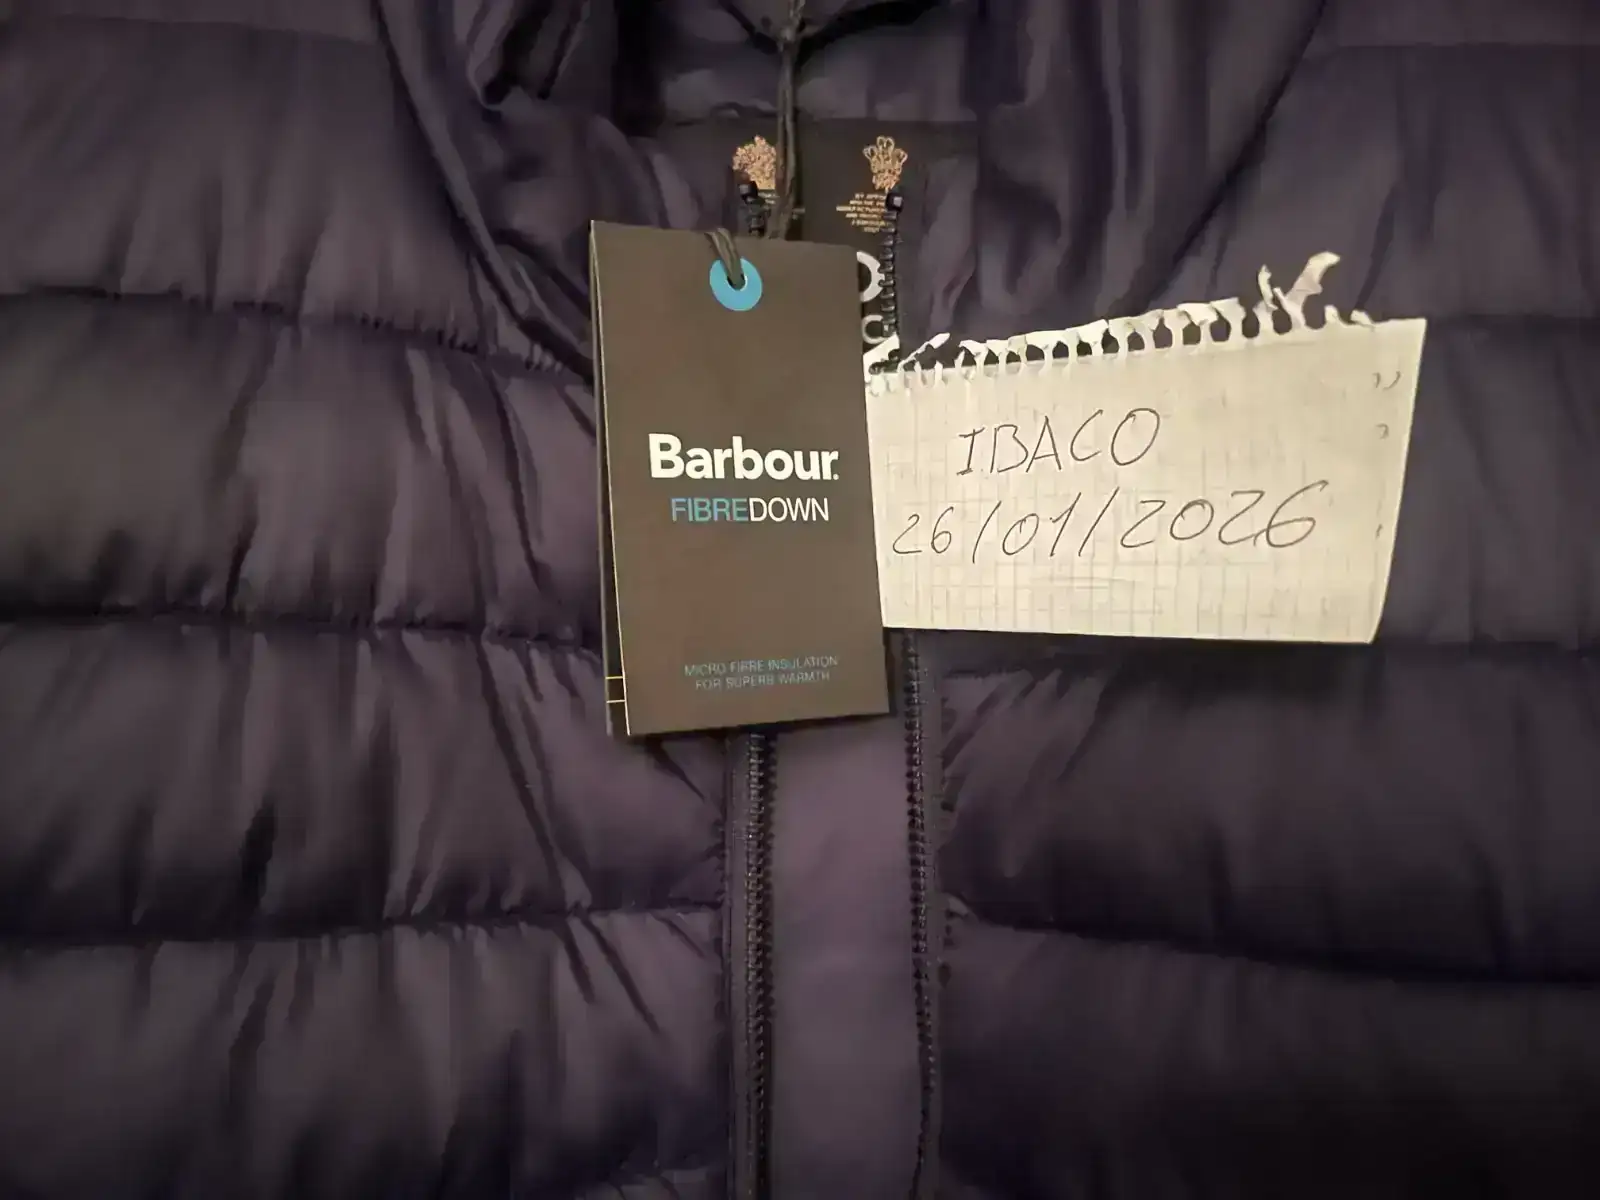 Barbour.
FIBREDOWN
MICRO FIBRE INSULATION
FOR SUPERB WARMTH
IBACO
26/01/2026